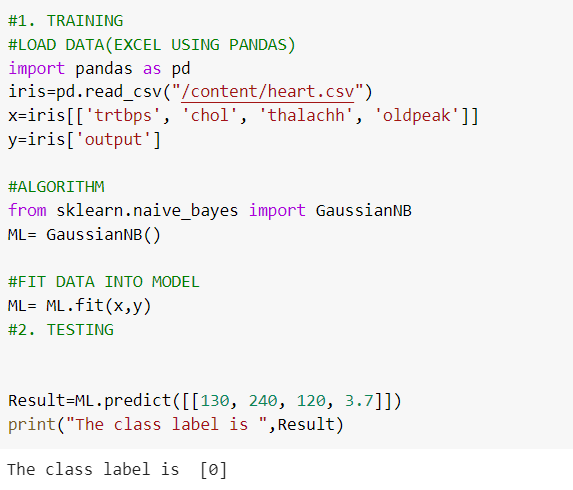 #1. TRAINING
#LOAD DATA(EXCEL USING PANDAS)
import pandas as pd
iris=pd.read_csv("/content/heart.csv")
x=iris[['trtbps', 'chol', 'thalachh', 'oldpeak']]
y=iris['output']
#ALGORITHM
from sklearn.naive_bayes import GaussianNB
ML= GaussianNB()
#FIT DATA INTO MODEL
ML= ML.fit(x,y)
#2. TESTING
Result=ML.predict([[130, 240, 120, 3.7]])
print("The class label is ",Result)
The class label is  [0]